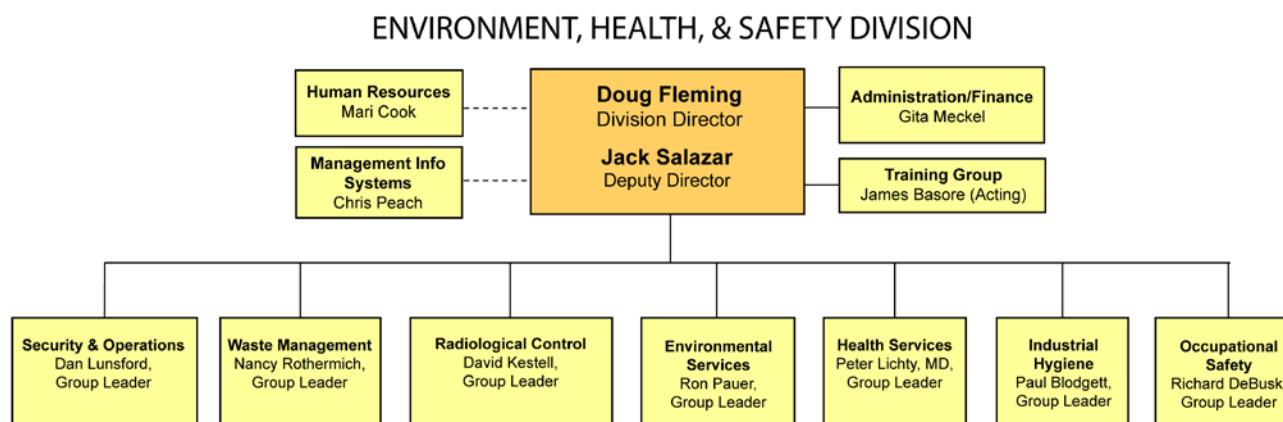 ENVIRONMENT, HEALTH, & SAFETY DIVISION
Human Resources
Mari Cook
Doug Fleming
Division Director
Jack Salazar
Deputy Director
Administration/Finance
Gita Meckel
Management Info
Systems
Chris Peach
Training Group
James Basore (Acting)
Security & Operations
Dan Lunsford,
Group Leader
Waste Management
Nancy Rothermich,
Group Leader
Radiological Control
David Kestell,
Group Leader
Environmental
Services
Ron Pauer,
Group Leader
Health Services
Peter Lichty, MD,
Group Leader
Industrial
Hygiene
Paul Blodgett,
Group Leader
Occupational
Safety
Richard DeBusk
Group Leader